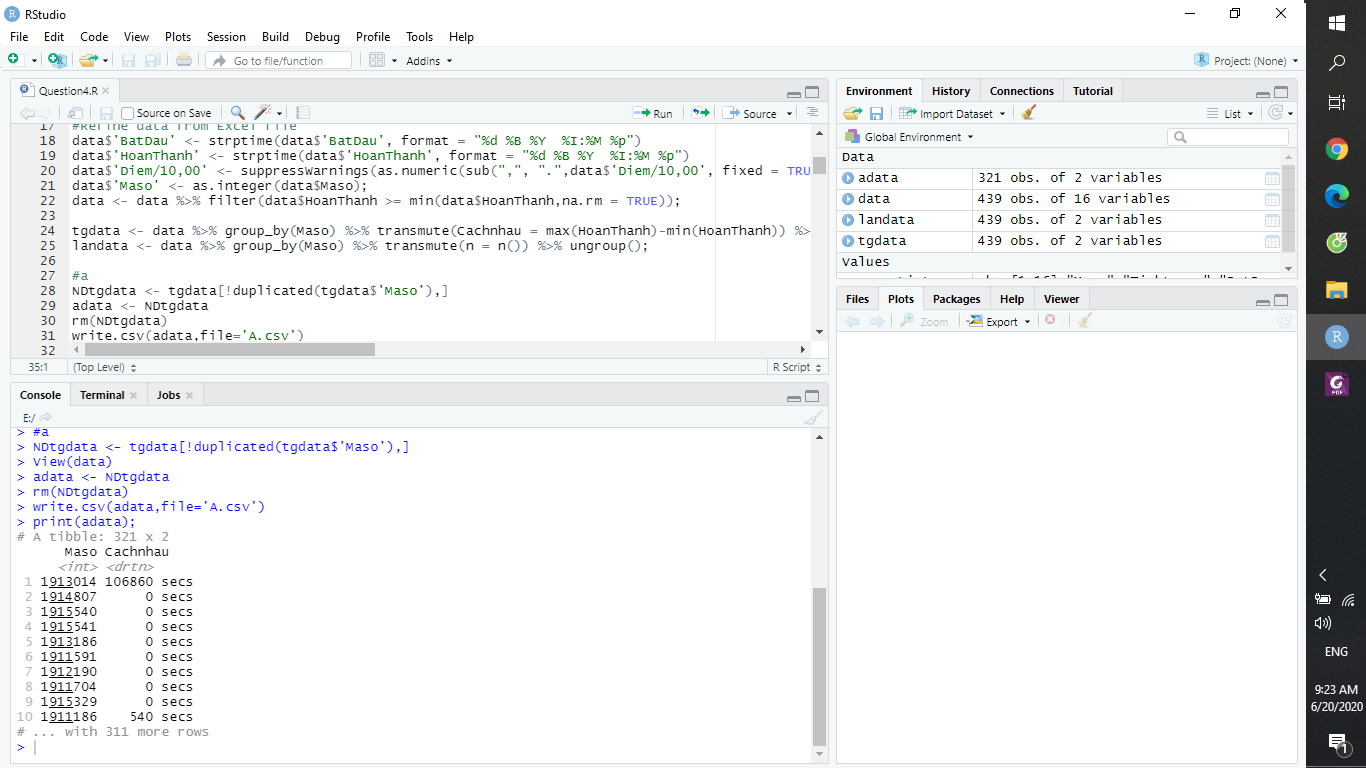 RStudio
File Edit Code View Plots Session Build Debug Profile Tools Help
Go to file/function
Addins
Project: (None)
Question4.R
Source on Save
Run
Source
17 #Refine data from Excel file
18 data$'BatDau' <- strptime(data$'BatDau', format = "%d %B %Y  %I:%M %p")
19 data$'HoanThanh' <- strptime(data$'HoanThanh', format = "%d %B %Y  %I:%M %p")
20 data$'Diem/10,00' <- suppressWarnings(as.numeric(sub(",", ".",data$'Diem/10,00', fixed = TRU
21 data$'Maso' <- as.integer(data$Maso);
22 data <- data %>% filter(data$HoanThanh >= min(data$HoanThanh,na.rm = TRUE));
23
24 tgdata <- data %>% group_by(Maso) %>% transmute(Cachnhau = max(HoanThanh)-min(HoanThanh)) %>
25 landata <- data %>% group_by(Maso) %>% transmute(n = n()) %>% ungroup();
26
27 #a
28 NDtgdata <- tgdata[!duplicated(tgdata$'Maso'),]
29 adata <- NDtgdata
30 rm(NDtgdata)
31 write.csv(adata,file='A.csv')
32
35:1 (Top Level) R Script
Console Terminal Jobs
E:/
> #a
> NDtgdata <- tgdata[!duplicated(tgdata$'Maso'),]
> View(data)
> adata <- NDtgdata
> rm(NDtgdata)
> write.csv(adata,file='A.csv')
> print(adata);
# A tibble: 321 x 2
Maso Cachnhau
<int> <drtn>
1 1913014 106860 secs
2 1914807 0 secs
3 1915540 0 secs
4 1915541 0 secs
5 1913186 0 secs
6 1911591 0 secs
7 1912190 0 secs
8 1911704 0 secs
9 1915329 0 secs
10 1911186 540 secs
# ... with 311 more rows
>
Environment History Connections Tutorial
Import Dataset
List
Global Environment
Data
adata 321 obs. of 2 variables
data 439 obs. of 16 variables
landata 439 obs. of 2 variables
tgdata 439 obs. of 2 variables
Values
Files Plots Packages Help Viewer
Zoom
Export
R
PDF
ENG
9:23 AM
6/20/2020
1